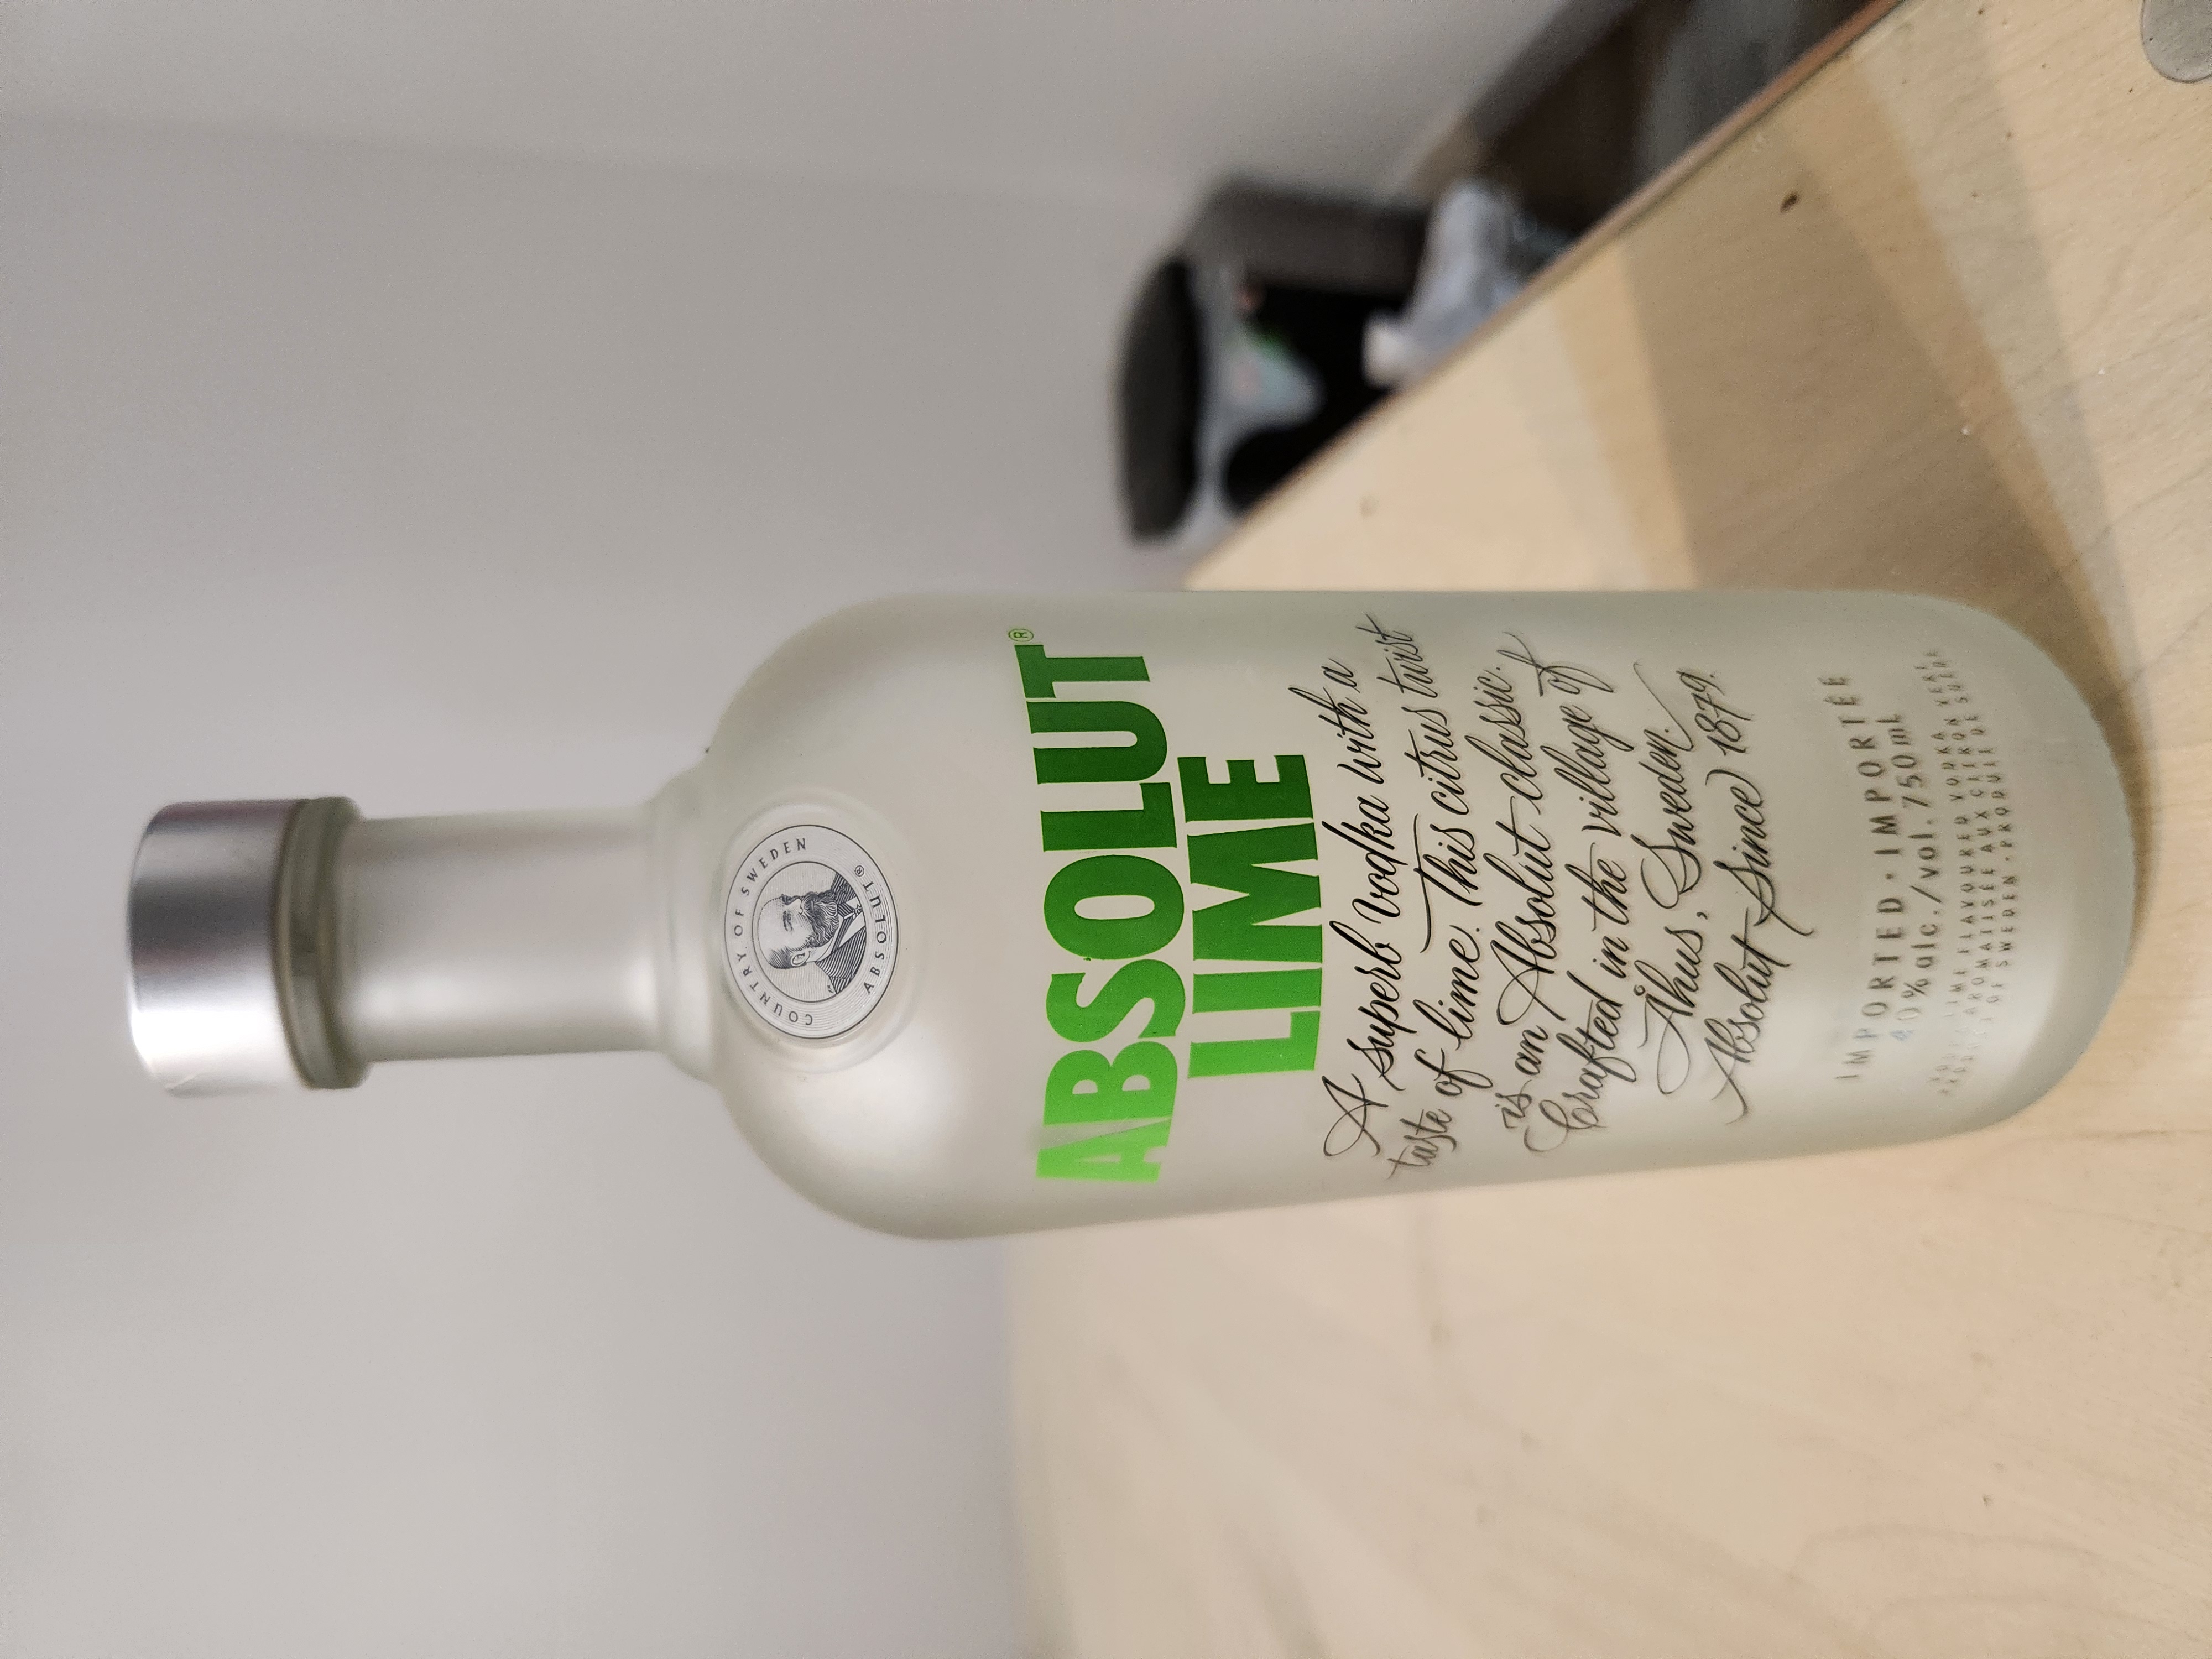 COUNTRY OF SWEDEN
ABSOLUT®
ABSOLUT®
LIME
A superb vodka with a
taste of lime. This citrus twist
is an Absolut classic.
Crafted in the village of
Åhus, Sweden.
Absolut Since 1879.
IMPORTED · IMPORTÉE
40% alc./vol. 750 mL
LIME FLAVOURED VODKA
AROMATISÉE AUX CITRON VERT
PRODUCT OF SWEDEN · PRODUIT DE SUÈDE